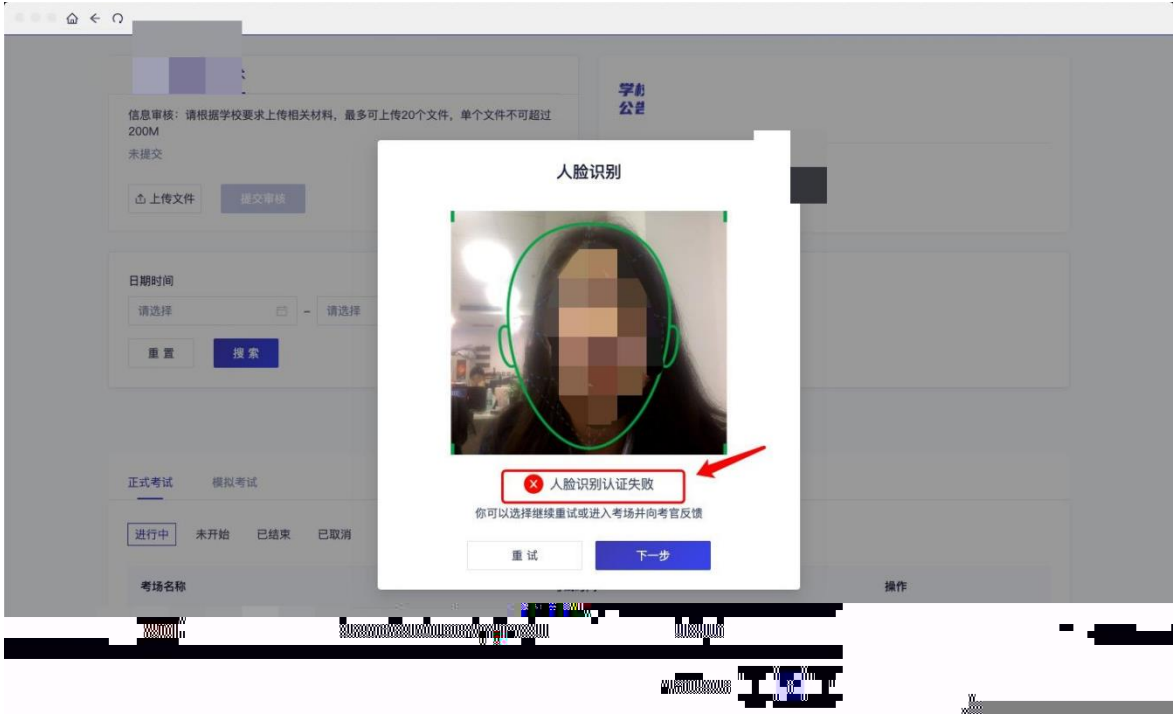 学校
公告
信息审核：请根据学校要求上传相关材料，最多可上传20个文件，单个文件不可超过
200M
未提交
上传文件
提交审核
人脸识别
日期时间
请选择
–
请选择
重置
搜索
人脸识别认证失败
你可以选择继续重试或进入考场并向考官反馈
重试
下一步
正式考试
模拟考试
进行中
未开始
已结束
已取消
考场名称
操作